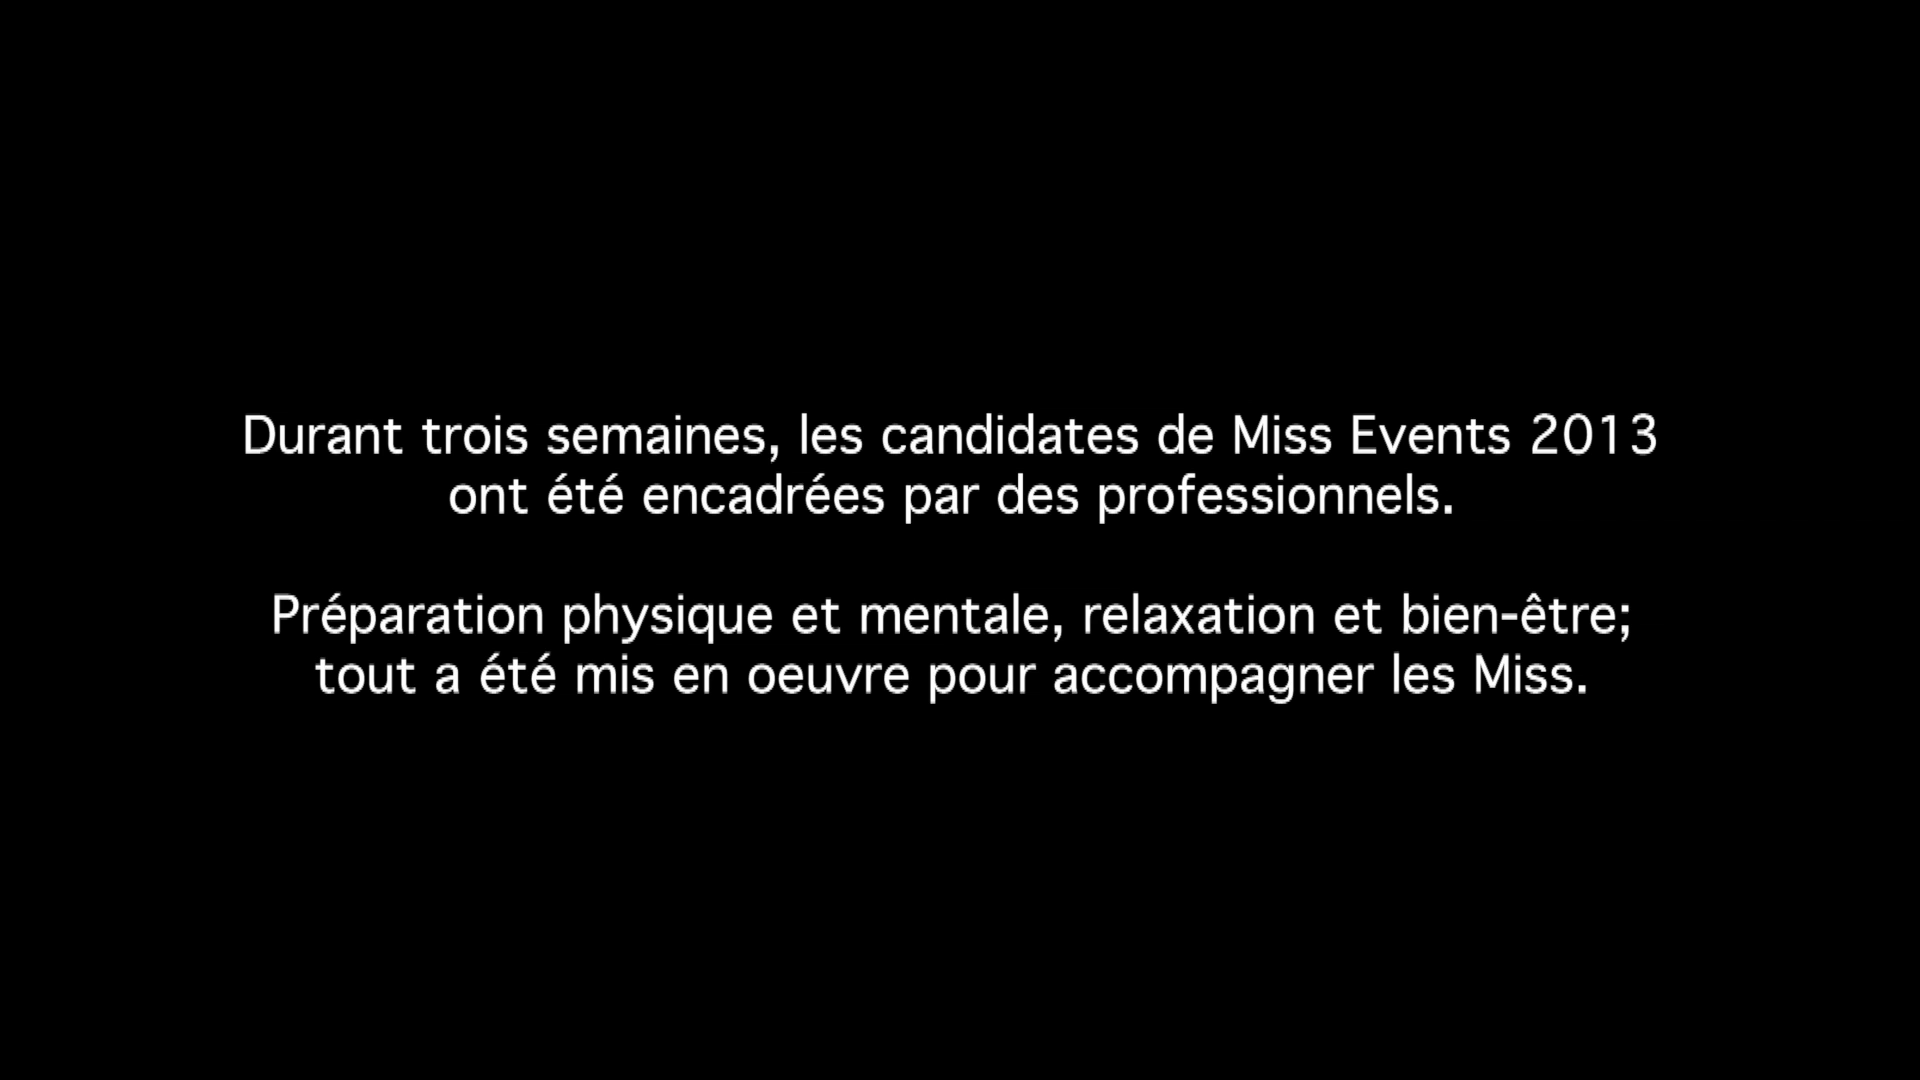 Durant trois semaines, les candidates de Miss Events 2013
ont été encadrées par des professionnels.
Préparation physique et mentale, relaxation et bien-être;
tout a été mis en oeuvre pour accompagner les Miss.